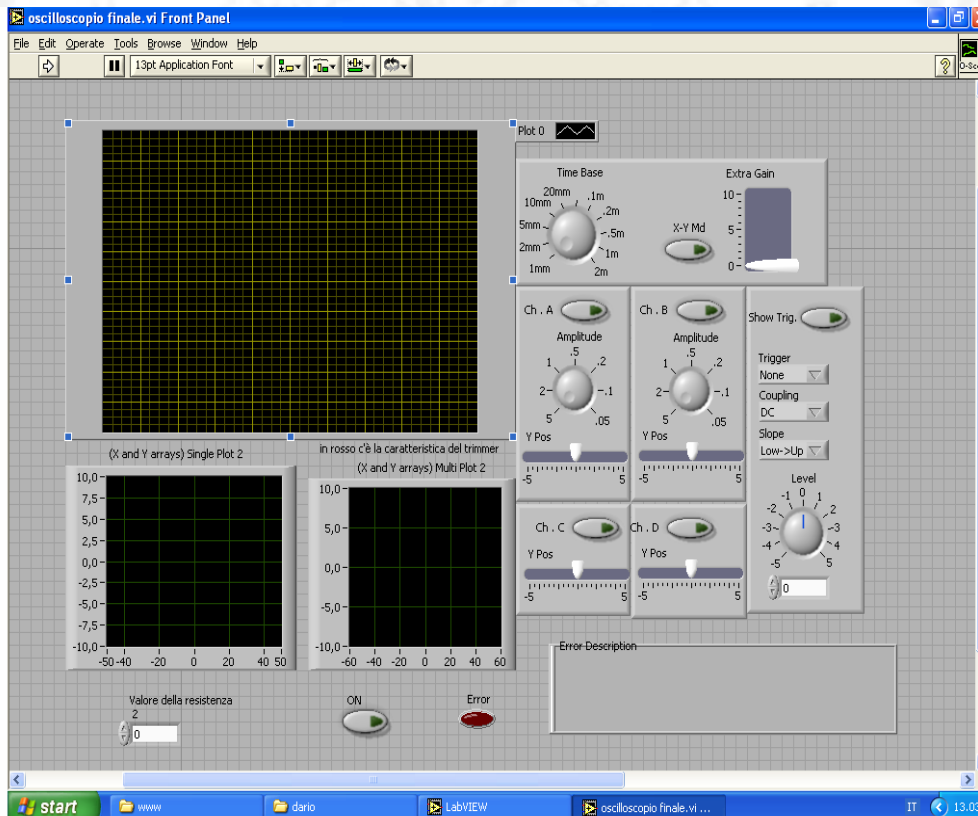 oscilloscopio finale.vi Front Panel
File Edit Operate Tools Browse Window Help
13pt Application Font
Plot 0
Time Base
Extra Gain
20mm .1m
10mm .2m
5mm .5m
2mm 1m
1mm 2m
X-Y Md
10
5
0
Ch . A
Amplitude
.5
1 .2
2 .1
5 .05
Y Pos
-5 5
Ch . B
Amplitude
.5
1 .2
2 .1
5 .05
Y Pos
-5 5
Show Trig.
Trigger
None
Coupling
DC
Slope
Low->Up
Level
-1 0 1
-2 2
-3 3
-4 4
-5 5
0
Ch . C
Y Pos
-5 5
Ch . D
Y Pos
-5 5
(X and Y arrays) Single Plot 2
10,0
7,5
5,0
2,5
0,0
-2,5
-5,0
-7,5
-10,0
-50 -40 -20 0 20 40 50
in rosso c'è la caratteristica del trimmer
(X and Y arrays) Multi Plot 2
10,0
5,0
0,0
-5,0
-10,0
-60 -40 -20 0 20 40 60
Error Description
Valore della resistenza
2
0
ON
Error
start www dario LabVIEW oscilloscopio finale.vi ... IT 13.03